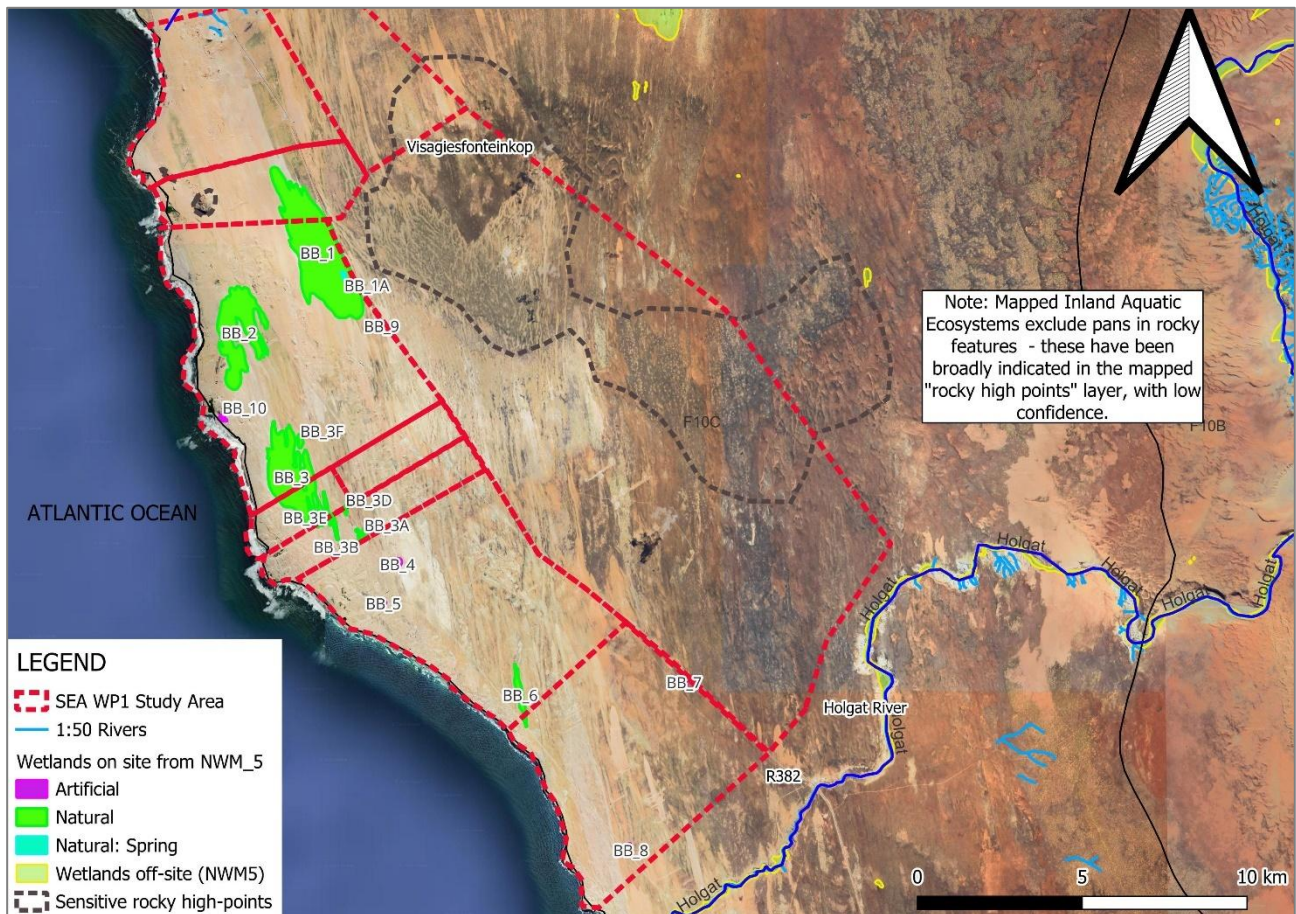 Visagiesfonteinkop
BB_1
BB_1A
BB_9
BB_2
Note: Mapped Inland Aquatic
Ecosystems exclude pans in rocky
features - these have been
broadly indicated in the mapped
"rocky high points" layer, with low
confidence.
Holgat
BB_10
BB_3F
F10C
F10B
BB_3
BB_3D
ATLANTIC OCEAN
BB_3E
BB_3A
BB_3B
BB_4
BB_5
Holgat
Holgat
Holgat
Holgat
Holgat
BB_6
BB_7
Holgat River
Holgat
R382
BB_8
Holgat
LEGEND
SEA WP1 Study Area
1:50 Rivers
Wetlands on site from NWM_5
Artificial
Natural
Natural: Spring
Wetlands off-site (NWM5)
Sensitive rocky high-points
0 5 10 km